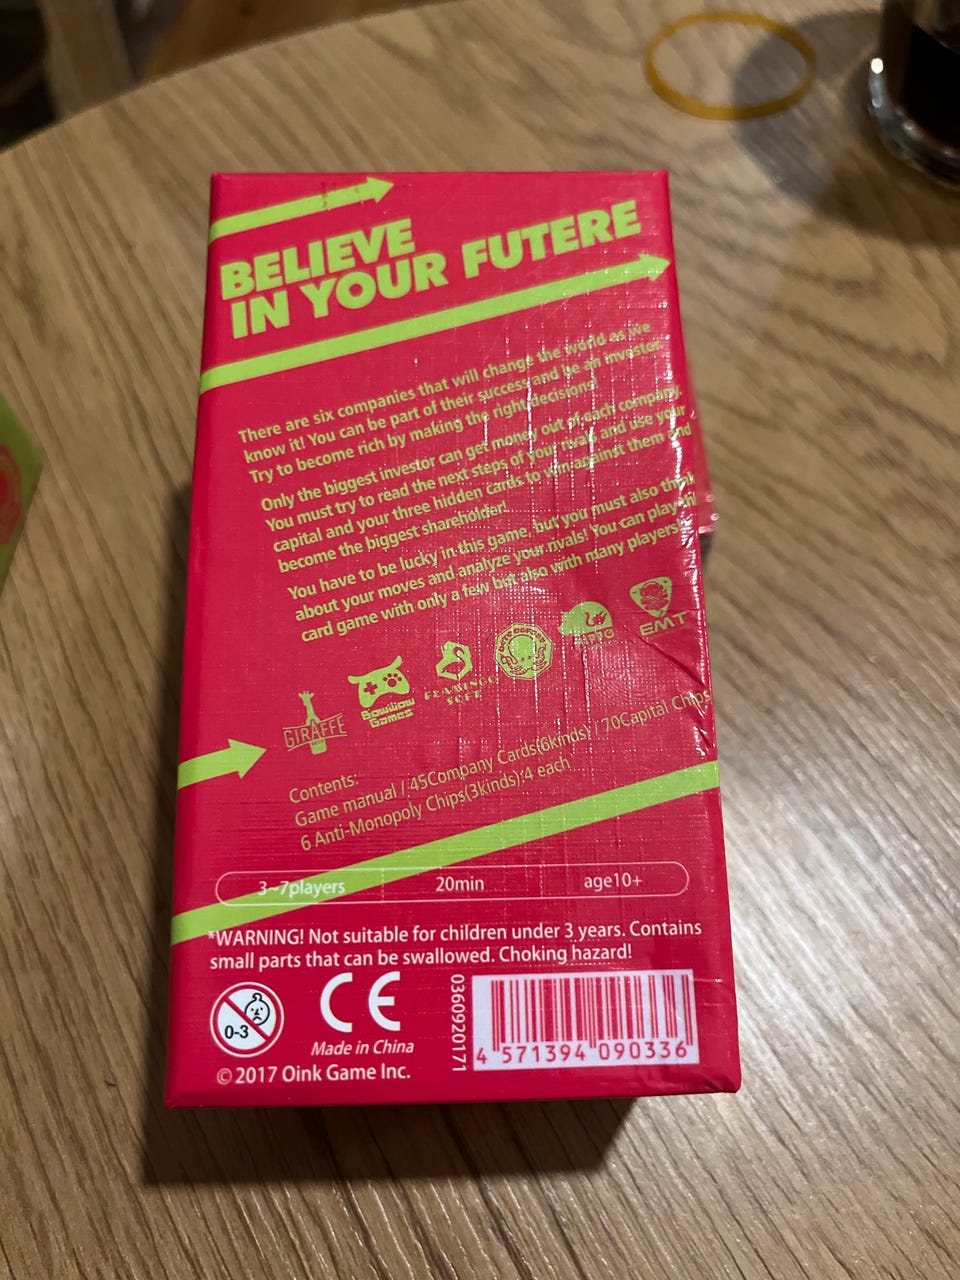 BELIEVE
IN YOUR FUTERE
There are six companies that will change the world as we
know it! You can be part of their success and be an investor.
Try to become rich by making the right decisions!
Only the biggest investor can get money out of each company.
You must try to read the next steps of your rivals and use your
capital and your three hidden cards to win against them and
become the biggest shareholder!
You have to be lucky in this game, but you must also think
about your moves and analyze your rivals! You can play
card game with only a few but also with many players!
GIRAFFE
Bowwow
Games
FLAMINGO
SOFT
HIPPO
EMT
Contents:
Game manual / 45Company Cards(6kinds) / 70Capital Chips
6 Anti-Monopoly Chips(3kinds):4 each
3~7players 20min age10+
*WARNING! Not suitable for children under 3 years. Contains
small parts that can be swallowed. Choking hazard!
0-3
CE
Made in China
© 2017 Oink Game Inc.
0360920171
4 571394 090336